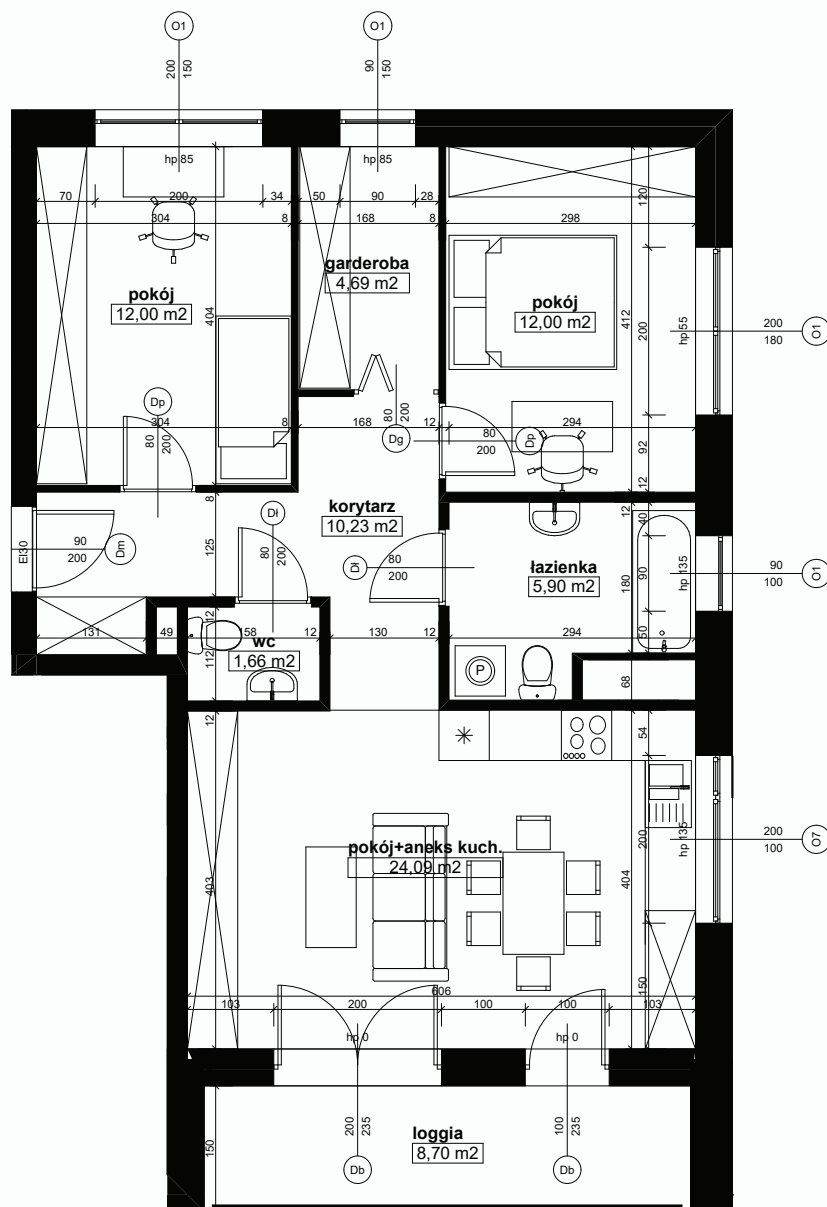 O1
O1
200
150
90
150
hp 85
hp 85
70
200
34
50
90
28
120
304
8
168
8
298
garderoba
4,69 m2
pokój
12,00 m2
pokój
12,00 m2
404
412
200
hp 55
200
180
O1
Dp
304
8
168
12
294
80
200
80
200
Dg
80
200
Dp
92
12
8
korytarz
10,23 m2
Dł
12
40
EI30
90
200
Dm
125
80
200
Dł
80
200
łazienka
5,90 m2
180
90
hp 135
90
100
O1
131
49
12
158
12
130
12
294
50
wc
1,66 m2
112
P
68
12
54
pokój+aneks kuch.
24,09 m2
403
404
200
hp 135
200
100
O7
150
606
103
200
100
100
103
hp 0
hp 0
200
235
100
235
150
loggia
8,70 m2
Db
Db